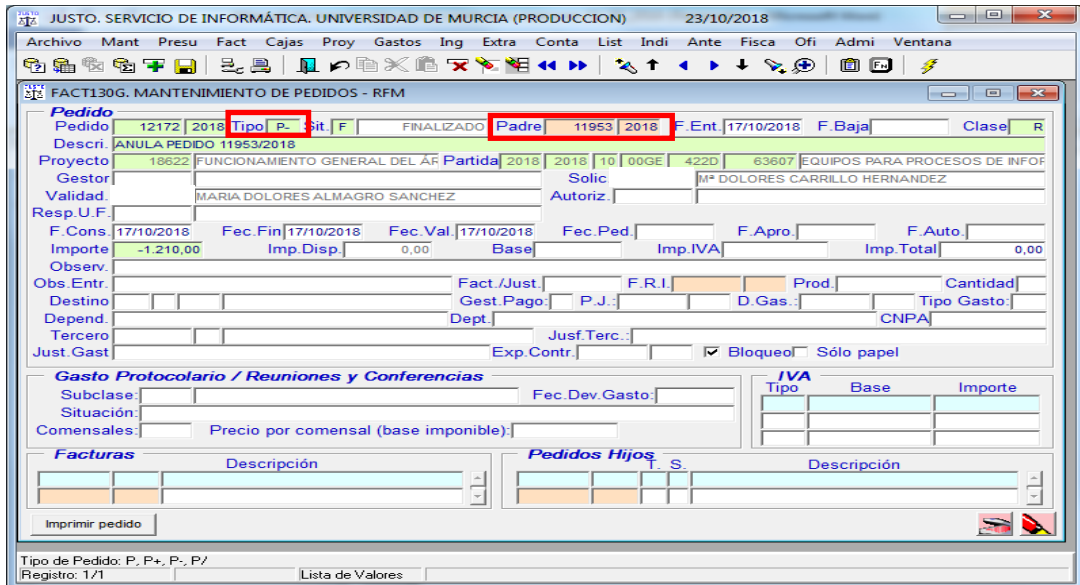 JUSTO. SERVICIO DE INFORMÁTICA. UNIVERSIDAD DE MURCIA (PRODUCCION) 23/10/2018
Archivo Mant Presu Fact Cajas Proy Gastos Ing Extra Conta List Indi Ante Fisca Ofi Admi Ventana
FACT130G. MANTENIMIENTO DE PEDIDOS - RFM
Pedido
Pedido 12172 2018 Tipo P- Sit. F FINALIZADO Padre 11953 2018 F.Ent. 17/10/2018 F.Baja Clase R
Descri. ANULA PEDIDO 11953/2018
Proyecto 18622 FUNCIONAMIENTO GENERAL DEL ÁR Partida 2018 2018 10 00GE 422D 63607 EQUIPOS PARA PROCESOS DE INFOF
Gestor Solic Mª DOLORES CARRILLO HERNANDEZ
Validad. MARIA DOLORES ALMAGRO SANCHEZ Autoriz.
Resp.U.F.
F.Cons. 17/10/2018 Fec.Fin 17/10/2018 Fec.Val. 17/10/2018 Fec.Ped. F.Apro. F.Auto.
Importe -1.210,00 Imp.Disp. 0,00 Base Imp.IVA Imp.Total 0,00
Observ.
Obs.Entr. Fact./Just. F.R.I. Prod. Cantidad
Destino Gest.Pago: P.J.: D.Gas.: Tipo Gasto:
Depend. Dept. CNPA
Tercero Jusf.Terc.:
Just.Gast Exp.Contr. Bloqueo Sólo papel
Gasto Protocolario / Reuniones y Conferencias IVA
Tipo Base Importe
Subclase: Fec.Dev.Gasto:
Situación:
Comensales: Precio por comensal (base imponible):
Facturas Pedidos Hijos
Descripción T. S. Descripción
Imprimir pedido
Tipo de Pedido: P, P+, P-, P/
Registro: 1/1 Lista de Valores